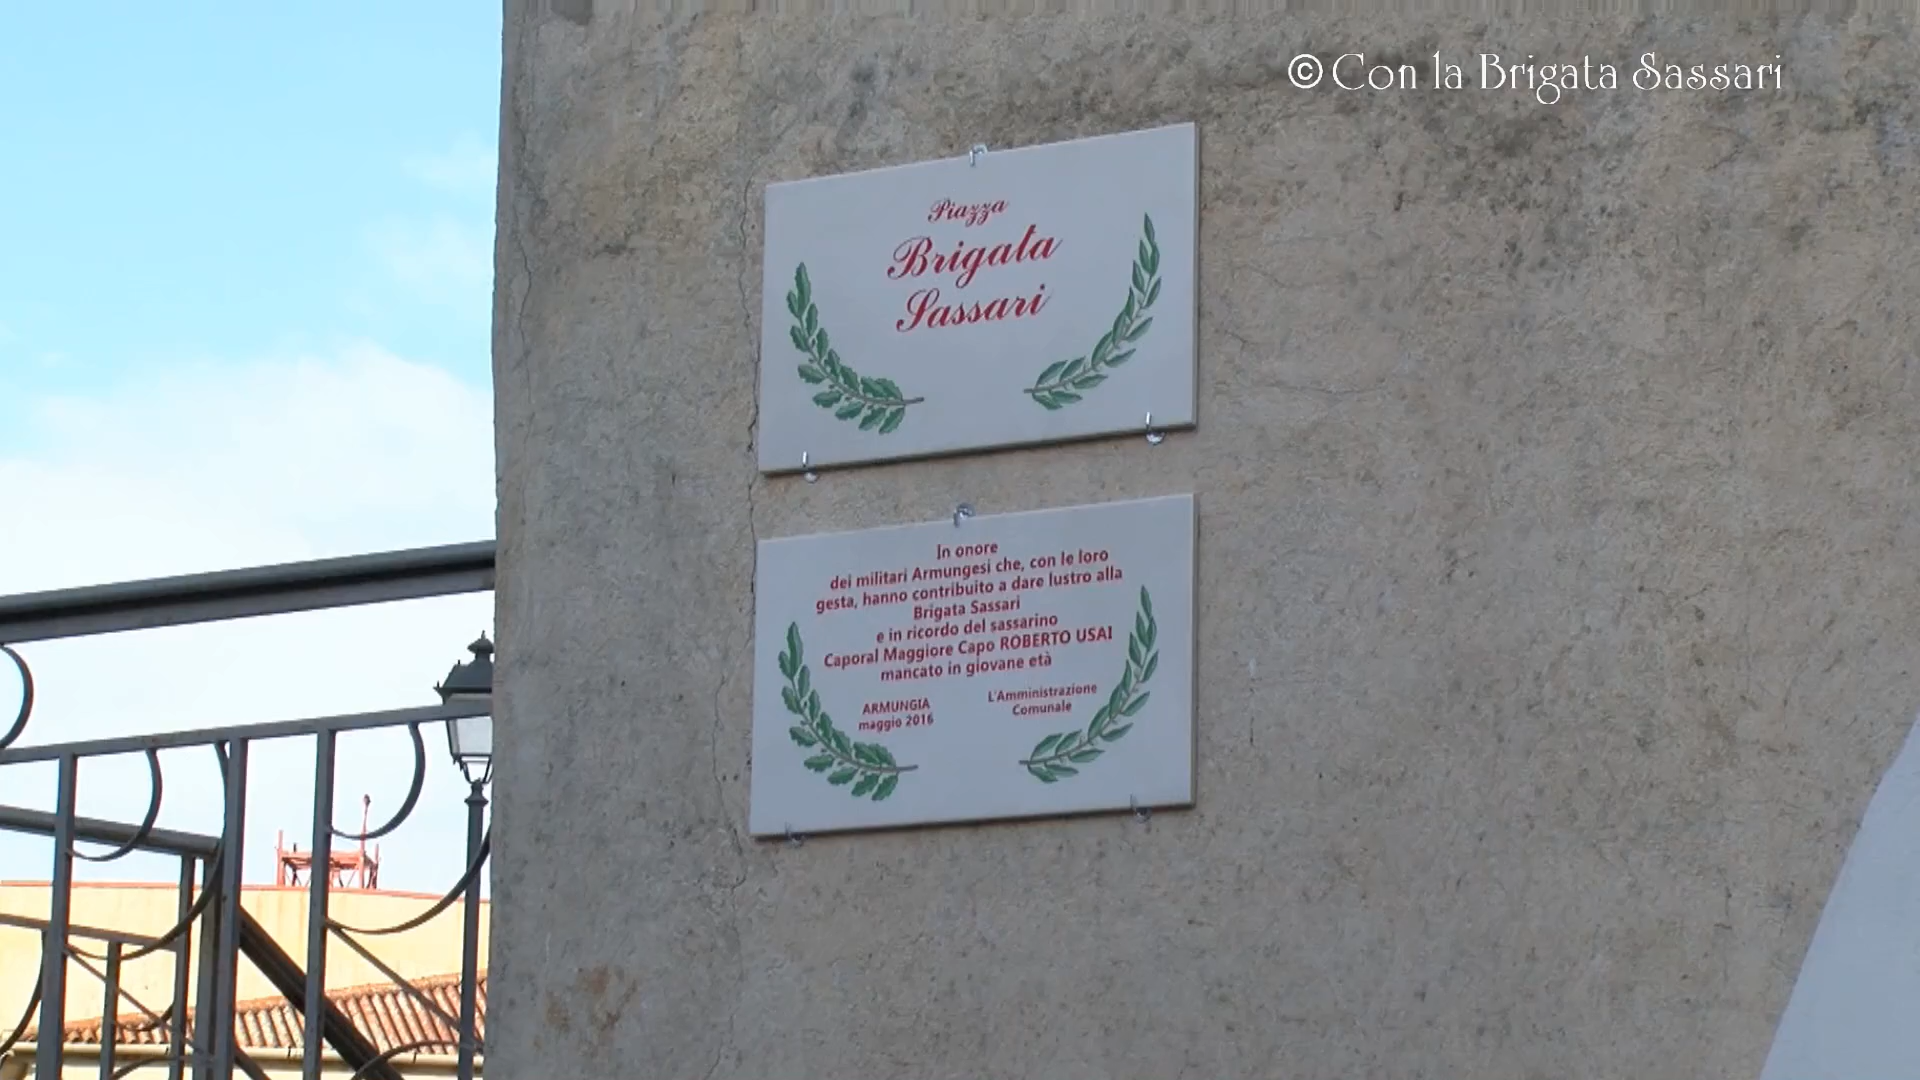 © Con la Brigata Sassari
Piazza
Brigata
Sassari
In onore
dei militari Armungesi che, con le loro
gesta, hanno contribuito a dare lustro alla
Brigata Sassari
e in ricordo del sassarino
Caporal Maggiore Capo ROBERTO USAI
mancato in giovane età
ARMUNGIA
maggio 2016
L'Amministrazione
Comunale